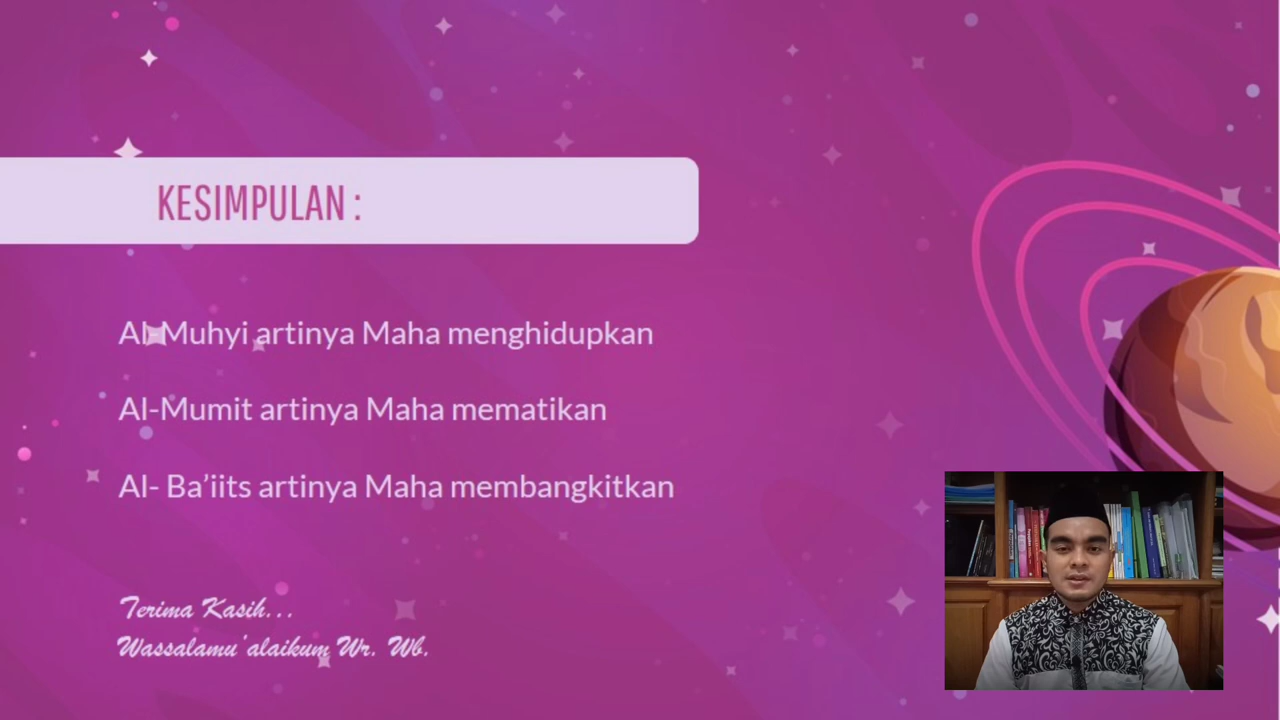 KESIMPULAN :
Al-Muhyi artinya Maha menghidupkan
Al-Mumit artinya Maha mematikan
Al- Ba’iits artinya Maha membangkitkan
Terima Kasih...
Wassalamu'alaikum Wr. Wb.